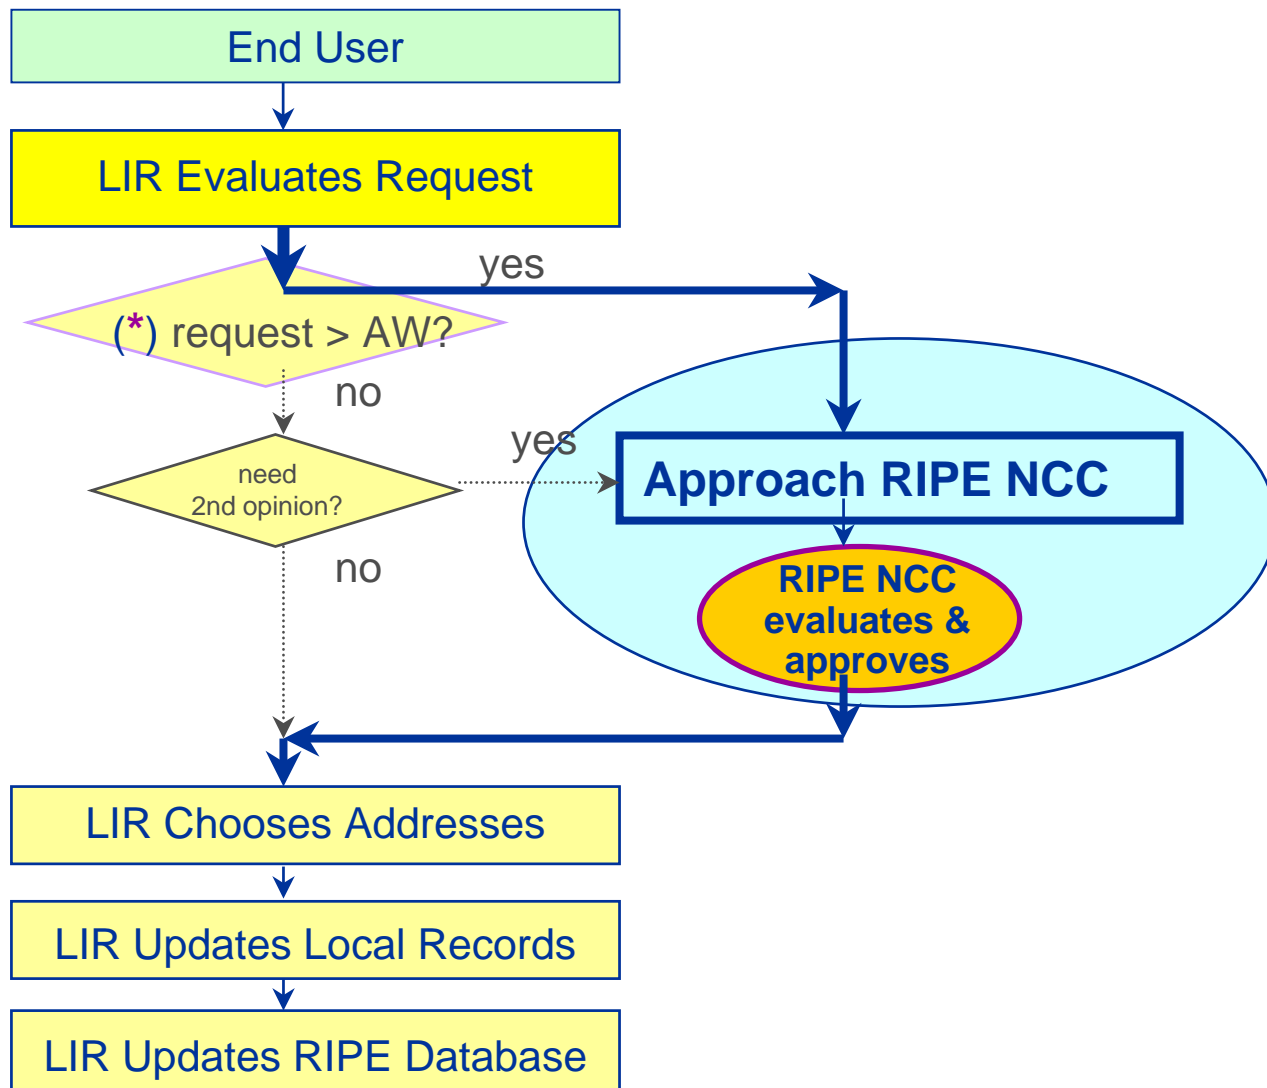 End User
LIR Evaluates Request
yes
(*) request > AW?
no
yes
need
2nd opinion?
Approach RIPE NCC
no
RIPE NCC
evaluates &
approves
LIR Chooses Addresses
LIR Updates Local Records
LIR Updates RIPE Database